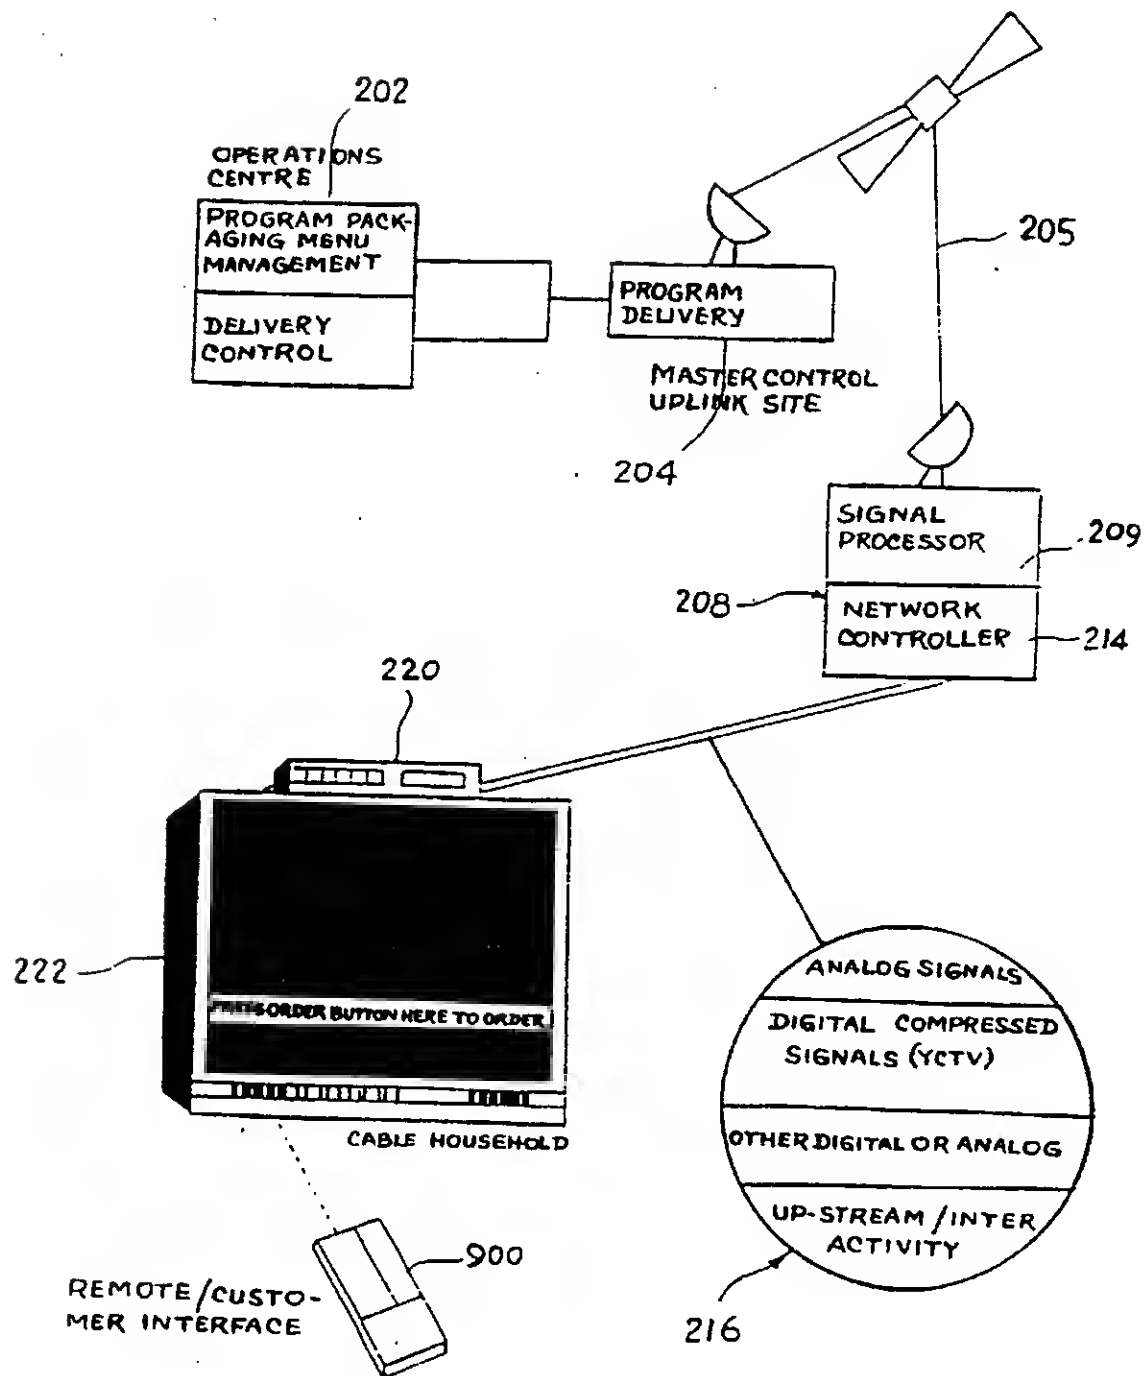 202
OPERATIONS
CENTRE
PROGRAM PACK-
AGING MENU
MANAGEMENT
DELIVERY
CONTROL
205
PROGRAM
DELIVERY
MASTER CONTROL
UPLINK SITE
204
SIGNAL
PROCESSOR
209
208
NETWORK
CONTROLLER
214
220
222
ORDER BUTTON HERE TO ORDER
CABLE HOUSEHOLD
ANALOG SIGNALS
DIGITAL COMPRESSED
SIGNALS (YCTV)
OTHER DIGITAL OR ANALOG
UP-STREAM/INTER
ACTIVITY
216
900
REMOTE/CUSTO-
MER INTERFACE